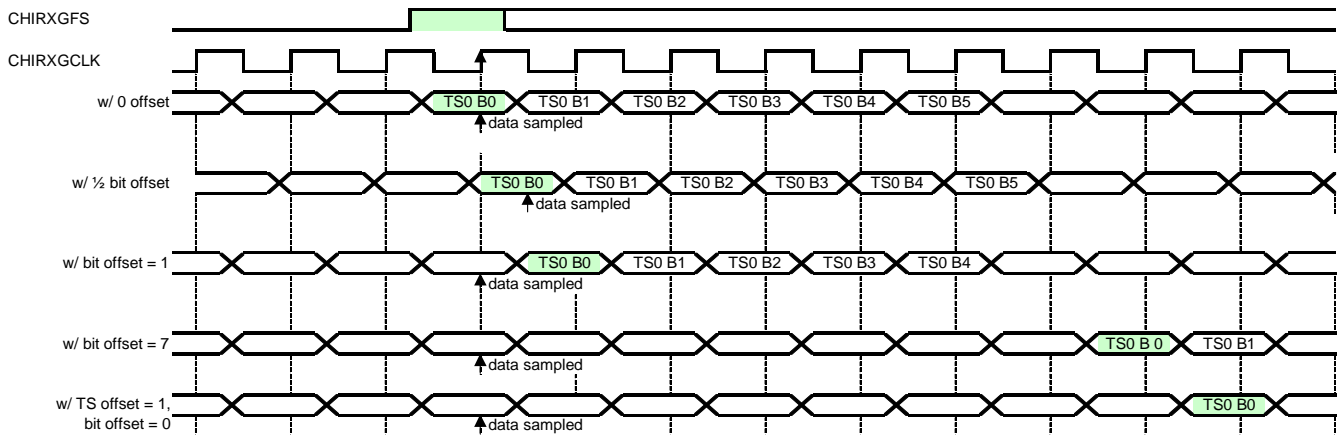 CHIRXGFS
CHIRXGCLK
w/ 0 offset
TS0 B0 TS0 B1 TS0 B2 TS0 B3 TS0 B4 TS0 B5
data sampled
w/ ½ bit offset
TS0 B0 TS0 B1 TS0 B2 TS0 B3 TS0 B4 TS0 B5
data sampled
w/ bit offset = 1
TS0 B0 TS0 B1 TS0 B2 TS0 B3 TS0 B4
data sampled
w/ bit offset = 7
TS0 B 0 TS0 B1
data sampled
w/ TS offset = 1,
bit offset = 0
TS0 B0
data sampled